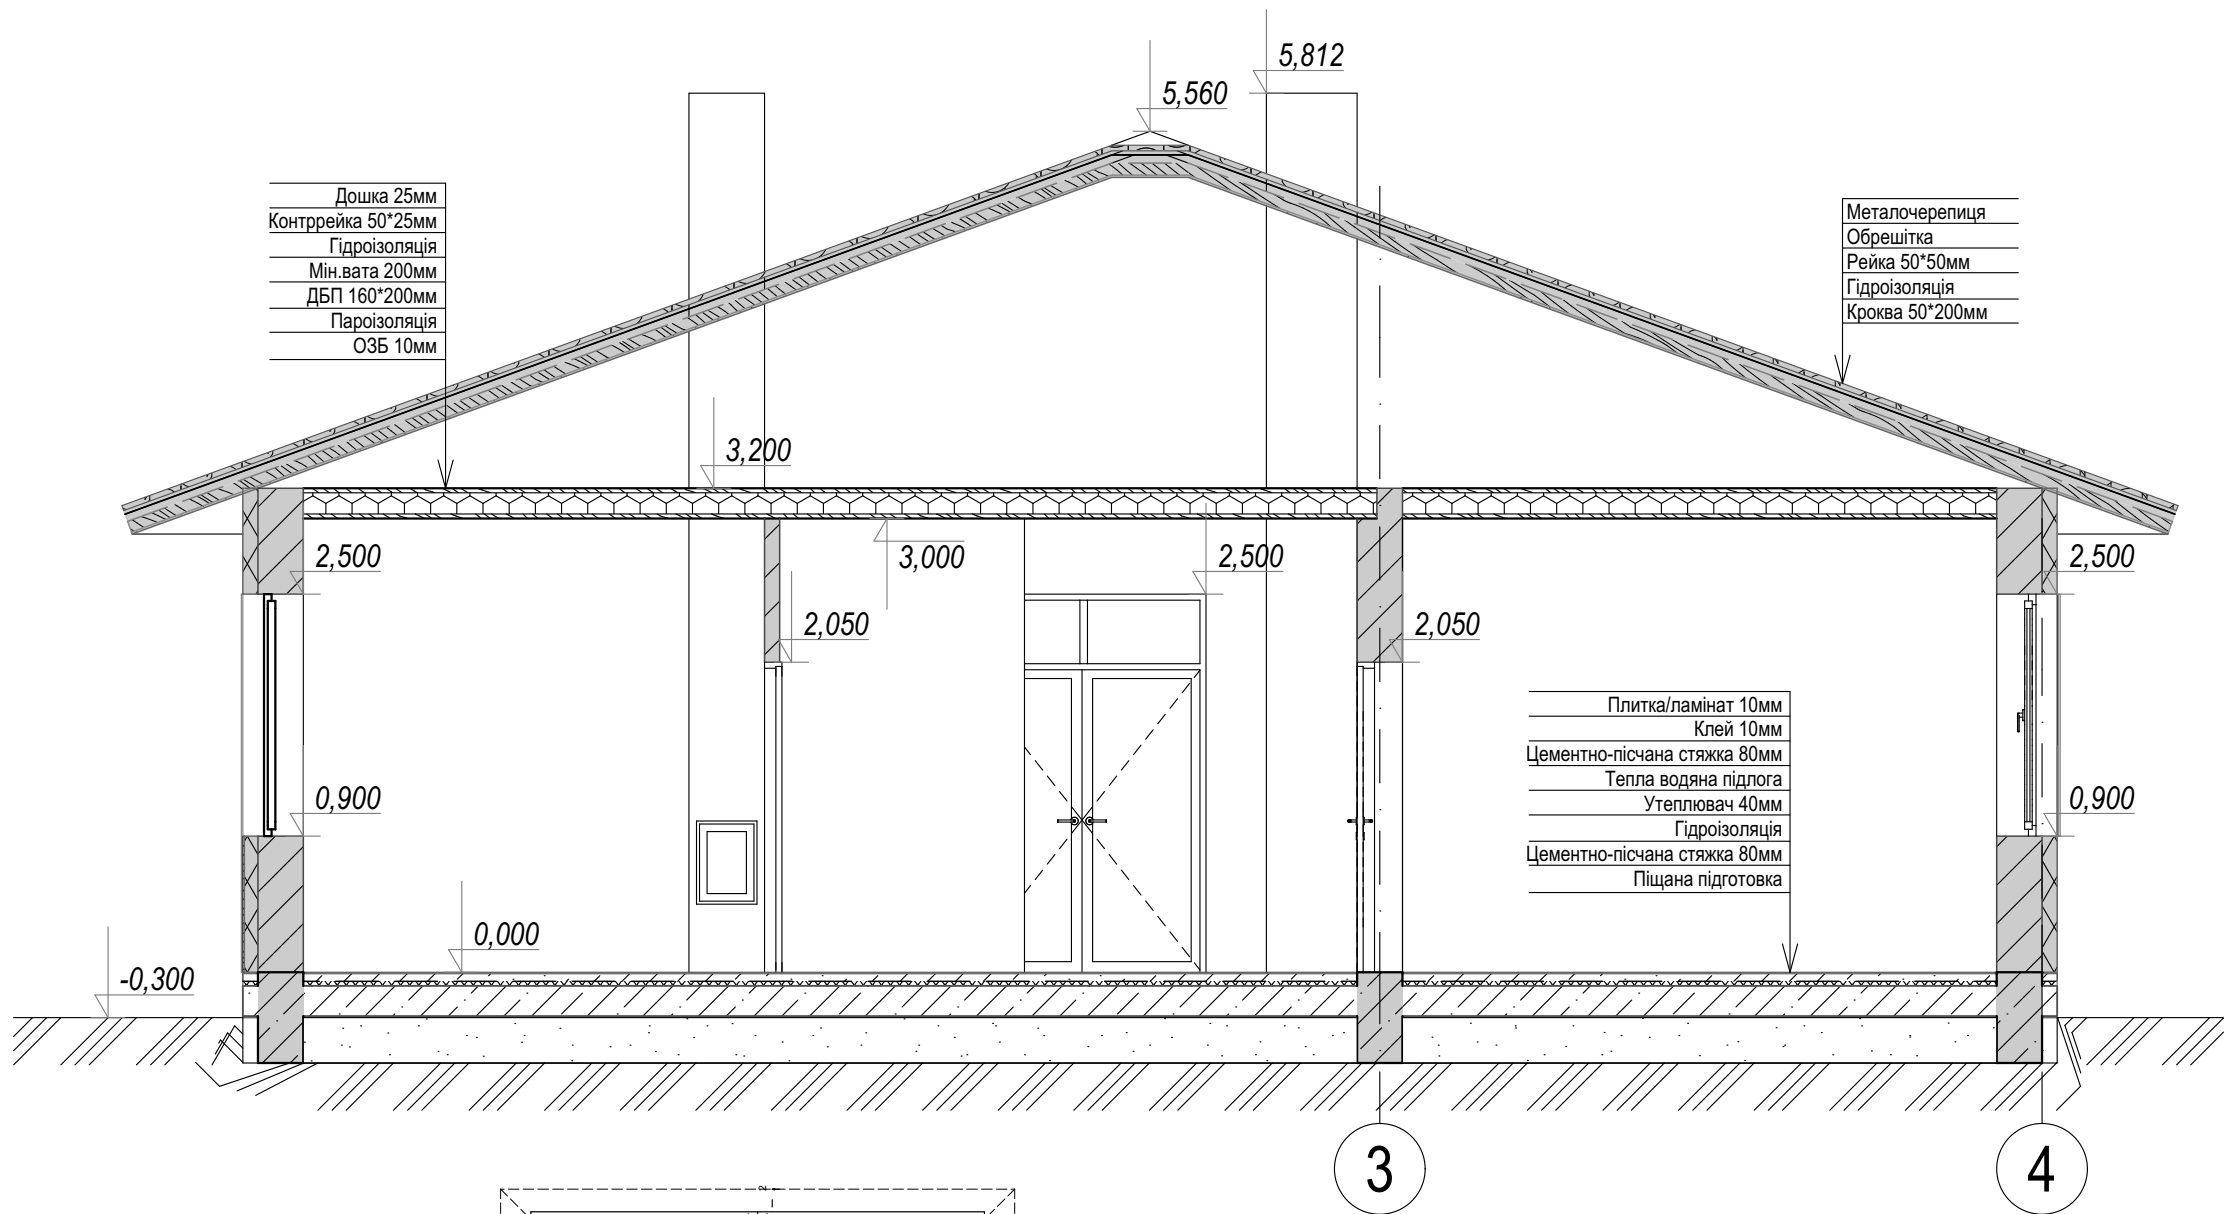 5,812
5,560
Дошка 25мм
Контррейка 50*25мм
Гідроізоляція
Мін.вата 200мм
ДБП 160*200мм
Пароізоляція
ОЗБ 10мм
Металочерепиця
Обрешітка
Рейка 50*50мм
Гідроізоляція
Кроква 50*200мм
3,200
2,500
3,000
2,500
2,500
2,050
2,050
Плитка/ламінат 10мм
Клей 10мм
Цементно-пісчана стяжка 80мм
Тепла водяна підлога
Утеплювач 40мм
Гідроізоляція
Цементно-пісчана стяжка 80мм
Піщана підготовка
0,900
0,900
0,000
-0,300
3
4
2